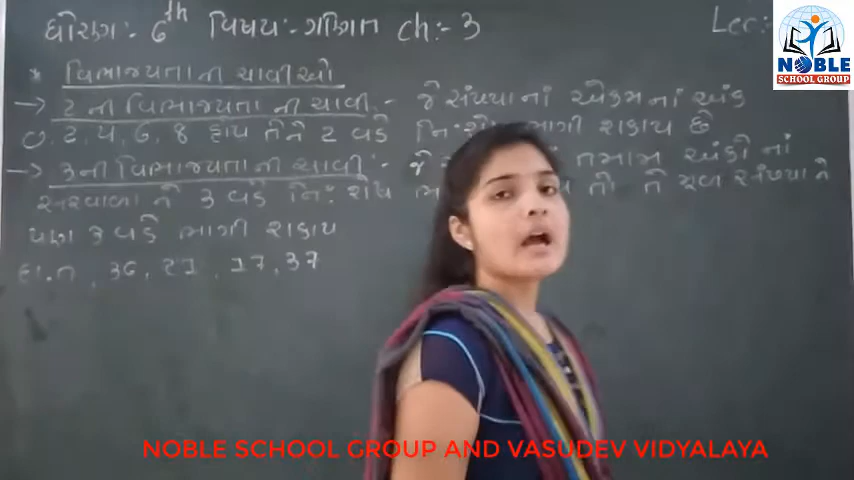 ધોરણ:- 6th વિષય:- ગણિત ch:- 3
Lec:-
NOBLE
SCHOOL GROUP
* વિભાજ્યતાની ચાવીઓ
→ 2 ની વિભાજ્યતા ની ચાવી:- જે સંખ્યાનાં એકમનાં અંક
0, 2, 4, 6, 8 હોય તેને 2 વડે નિ:શેષ ભાગી શકાય છે
→ 3ની વિભાજ્યતા ની ચાવી:- જે તમામ અંકો નાં
સરવાળા ને 3 વડે નિ: શેષ તો તે મૂળ સંખ્યા ને
પણ 3 વડે ભાગી શકાય
દા.ત, 36, 21, 27, 37
NOBLE SCHOOL GROUP AND VASUDEV VIDYALAYA